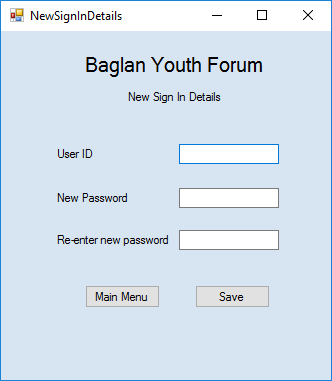 NewSignInDetails
Baglan Youth Forum
New Sign In Details
User ID
New Password
Re-enter new password
Main Menu Save